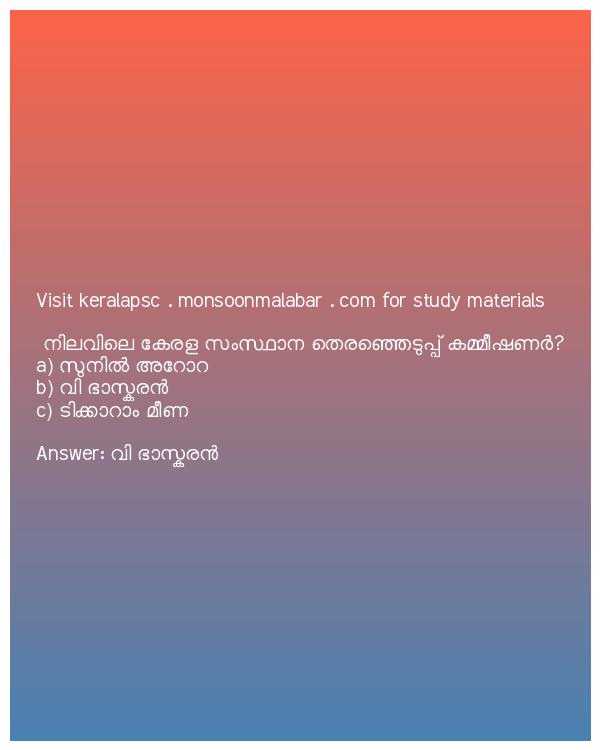 Visit keralapsc . monsoonmalabar . com for study materials
നിലവിലെ കേരള സംസ്ഥാന തെരഞ്ഞെടുപ്പ് കമ്മീഷണർ?
a) സുനിൽ അറോറ
b) വി ഭാസ്കരൻ
c) ടിക്കാറാം മീണ
Answer: വി ഭാസ്കരൻ